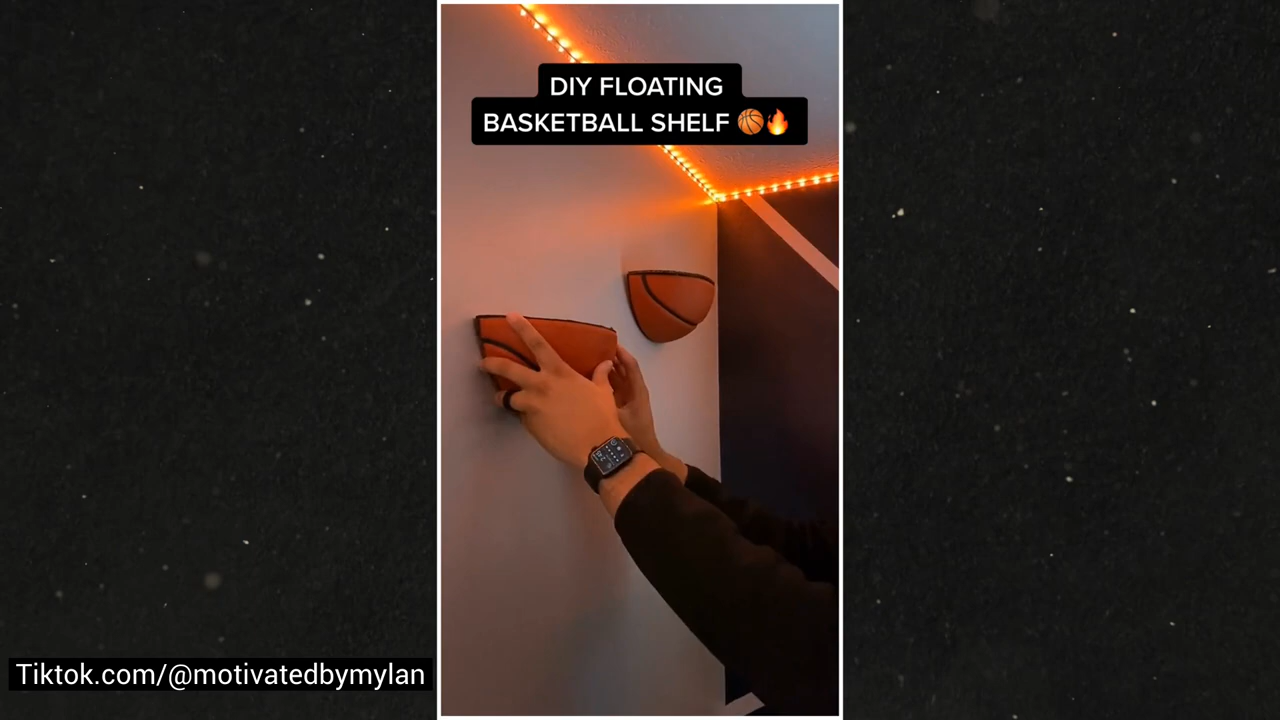 DIY FLOATING
BASKETBALL SHELF 🏀🔥
Tiktok.com/@motivatedbymylan